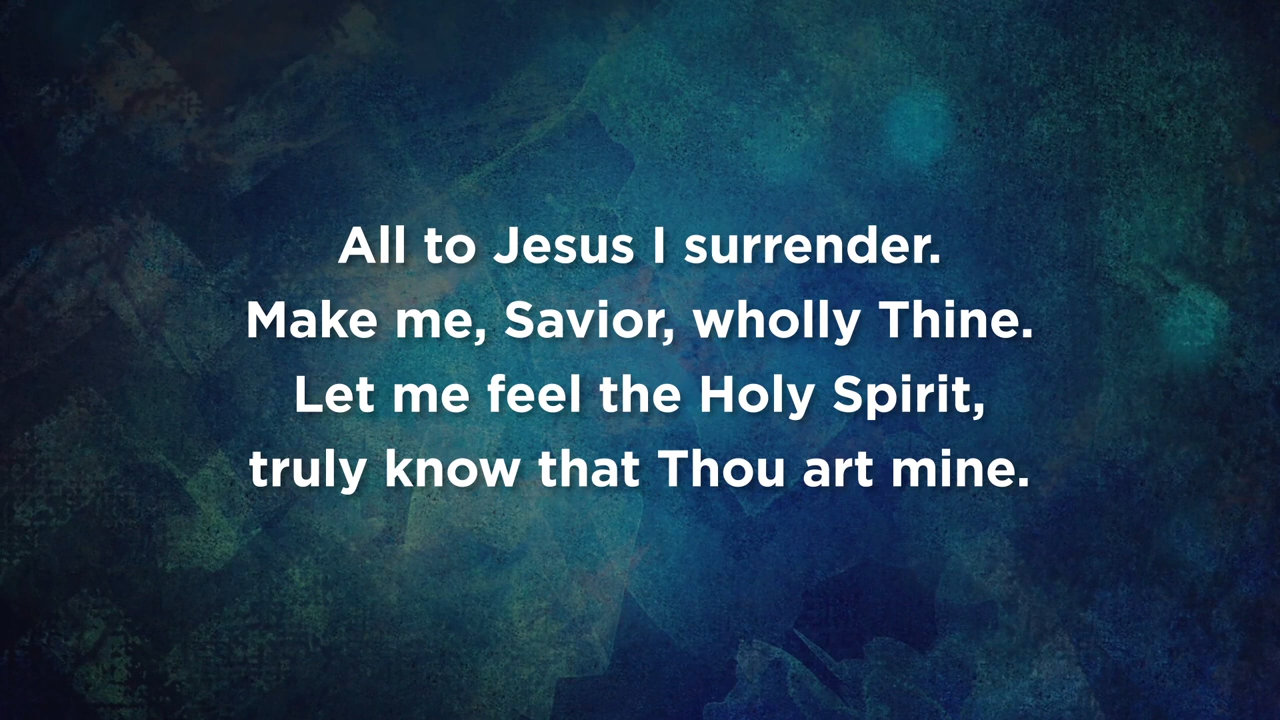 All to Jesus I surrender.
Make me, Savior, wholly Thine.
Let me feel the Holy Spirit,
truly know that Thou art mine.